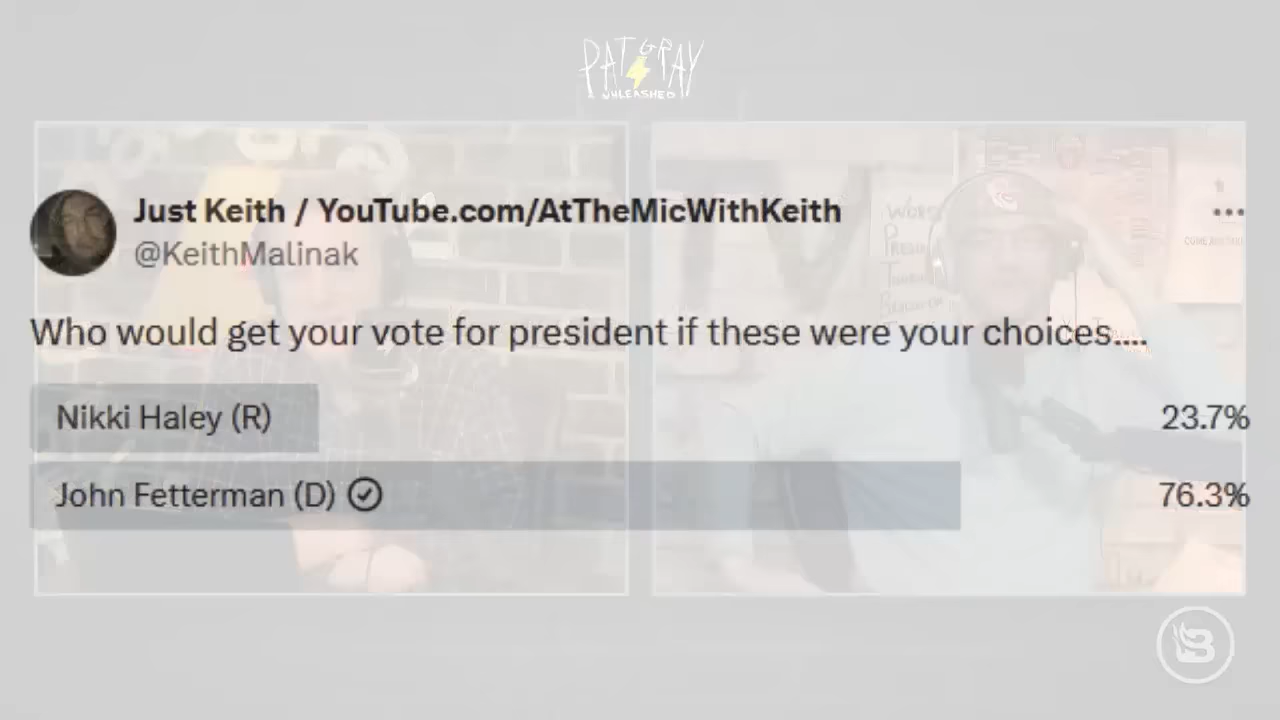 PAT GRAY
UNLEASHED
Just Keith / YouTube.com/AtTheMicWithKeith
@KeithMalinak
Who would get your vote for president if these were your choices....
Nikki Haley (R)
23.7%
John Fetterman (D)
76.3%